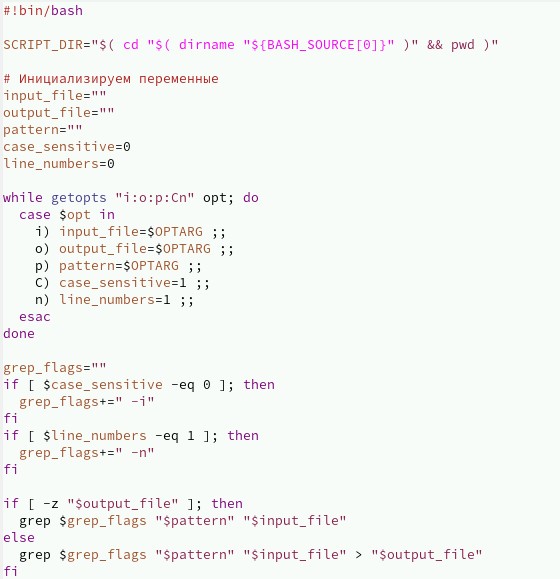 #!bin/bash
SCRIPT_DIR="$( cd "$( dirname "${BASH_SOURCE[0]}" )" && pwd )"
# Инициализируем переменные
input_file=""
output_file=""
pattern=""
case_sensitive=0
line_numbers=0
while getopts "i:o:p:Cn" opt; do
  case $opt in
    i) input_file=$OPTARG ;;
    o) output_file=$OPTARG ;;
    p) pattern=$OPTARG ;;
    C) case_sensitive=1 ;;
    n) line_numbers=1 ;;
  esac
done
grep_flags=""
if [ $case_sensitive -eq 0 ]; then
  grep_flags+=" -i"
fi
if [ $line_numbers -eq 1 ]; then
  grep_flags+=" -n"
fi
if [ -z "$output_file" ]; then
  grep $grep_flags "$pattern" "$input_file"
else
  grep $grep_flags "$pattern" "$input_file" > "$output_file"
fi